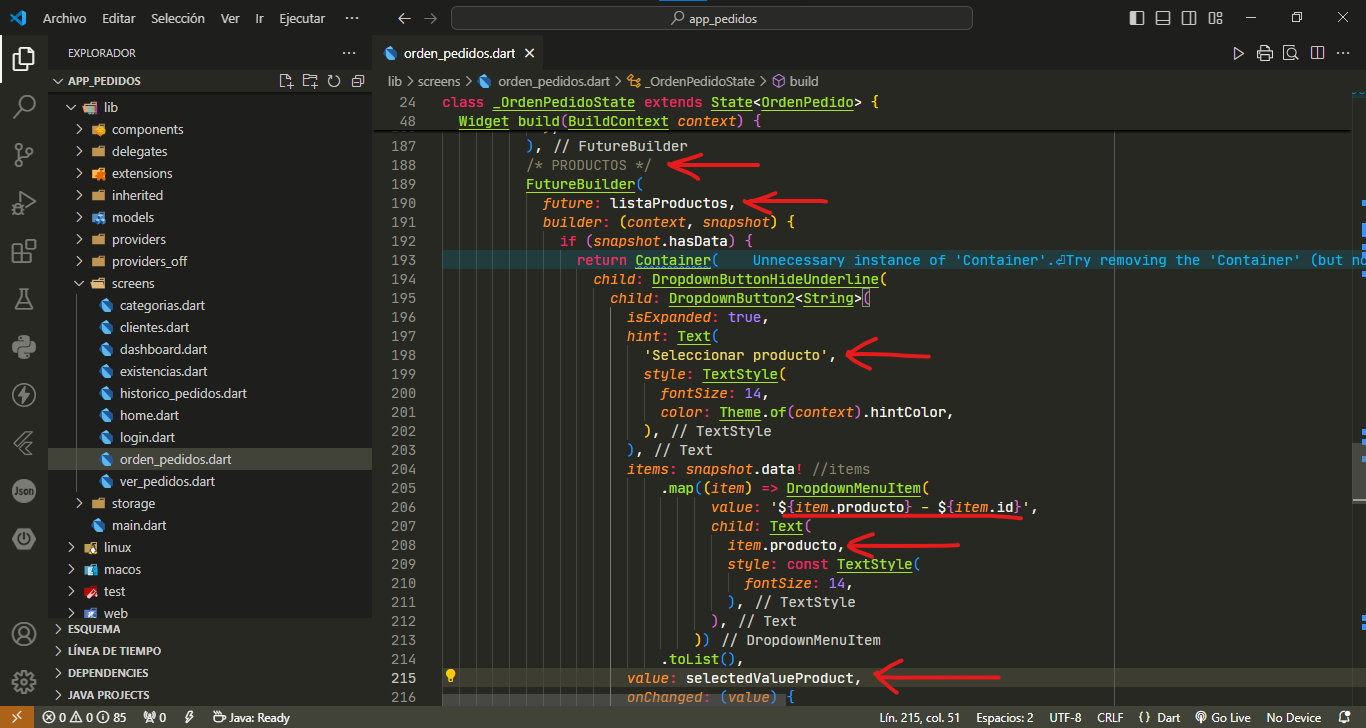 Archivo Editar Selección Ver Ir Ejecutar ···
app_pedidos
EXPLORADOR
APP_PEDIDOS
lib
components
delegates
extensions
inherited
models
providers
providers_off
screens
categorias.dart
clientes.dart
dashboard.dart
existencias.dart
historico_pedidos.dart
home.dart
login.dart
orden_pedidos.dart
ver_pedidos.dart
storage
main.dart
linux
macos
test
web
ESQUEMA
LÍNEA DE TIEMPO
DEPENDENCIES
JAVA PROJECTS
Json
orden_pedidos.dart
lib > screens > orden_pedidos.dart > _OrdenPedidoState > build
24 class _OrdenPedidoState extends State<OrdenPedido> {
48 Widget build(BuildContext context) {
187 ), // FutureBuilder
188 /* PRODUCTOS */
189 FutureBuilder(
190 future: listaProductos,
191 builder: (context, snapshot) {
192 if (snapshot.hasData) {
193 return Container( Unnecessary instance of 'Container'.⏎Try removing the 'Container' (but no
194 child: DropdownButtonHideUnderline(
195 child: DropdownButton2<String>(
196 isExpanded: true,
197 hint: Text(
198 'Seleccionar producto',
199 style: TextStyle(
200 fontSize: 14,
201 color: Theme.of(context).hintColor,
202 ), // TextStyle
203 ), // Text
204 items: snapshot.data! //items
205 .map((item) => DropdownMenuItem(
206 value: '${item.producto} - ${item.id}',
207 child: Text(
208 item.producto,
209 style: const TextStyle(
210 fontSize: 14,
211 ), // TextStyle
212 ), // Text
213 )) // DropdownMenuItem
214 .toList(),
215 value: selectedValueProduct,
216 onChanged: (value) {
0 0 85 0 Java: Ready Lín. 215, col. 51 Espacios: 2 UTF-8 CRLF {} Dart Go Live No Device